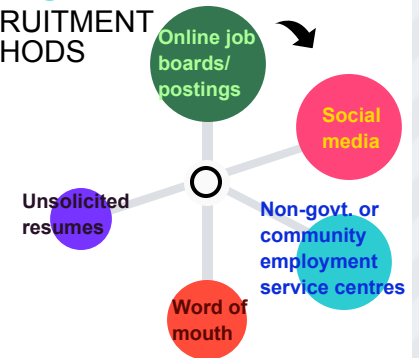 RUITMENT
HODS
Online job
boards/
postings
Social
media
Non-govt. or
community
employment
service centres
Word of
mouth
Unsolicited
resumes